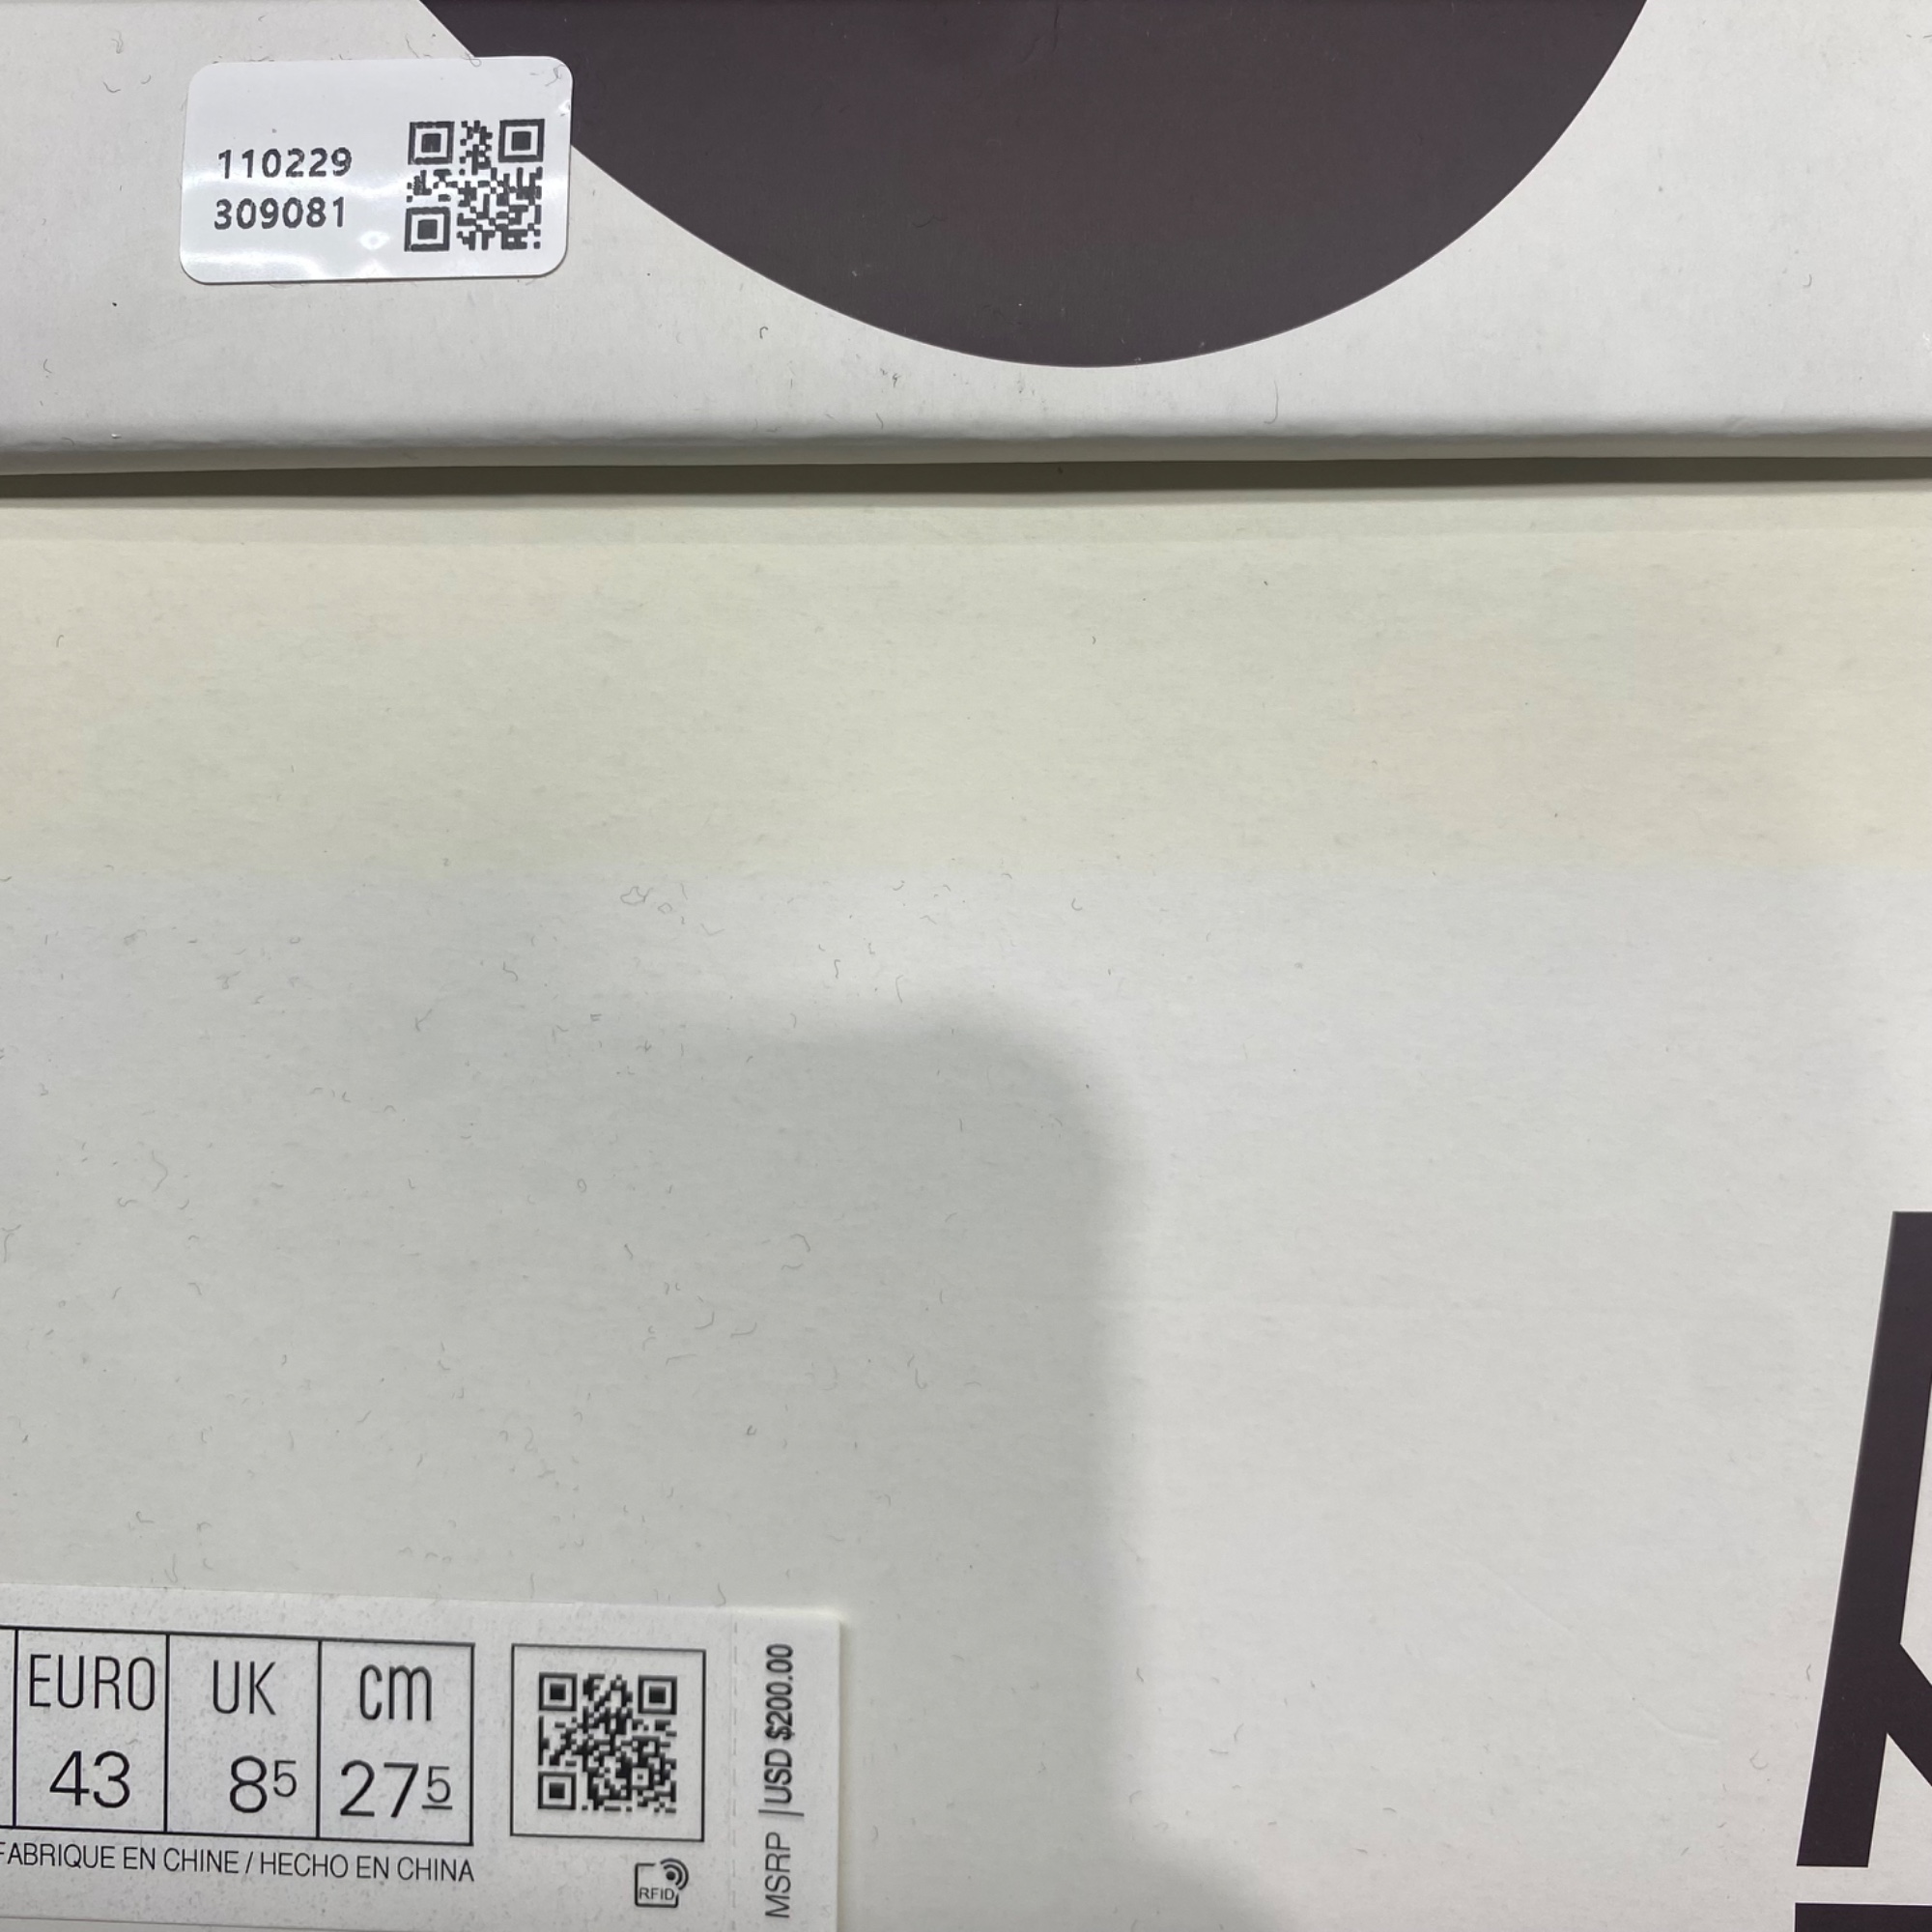 110229
309081
EURO UK cm
43 8⁵ 27⁵
FABRIQUE EN CHINE / HECHO EN CHINA
RFID
MSRP |USD $200.00